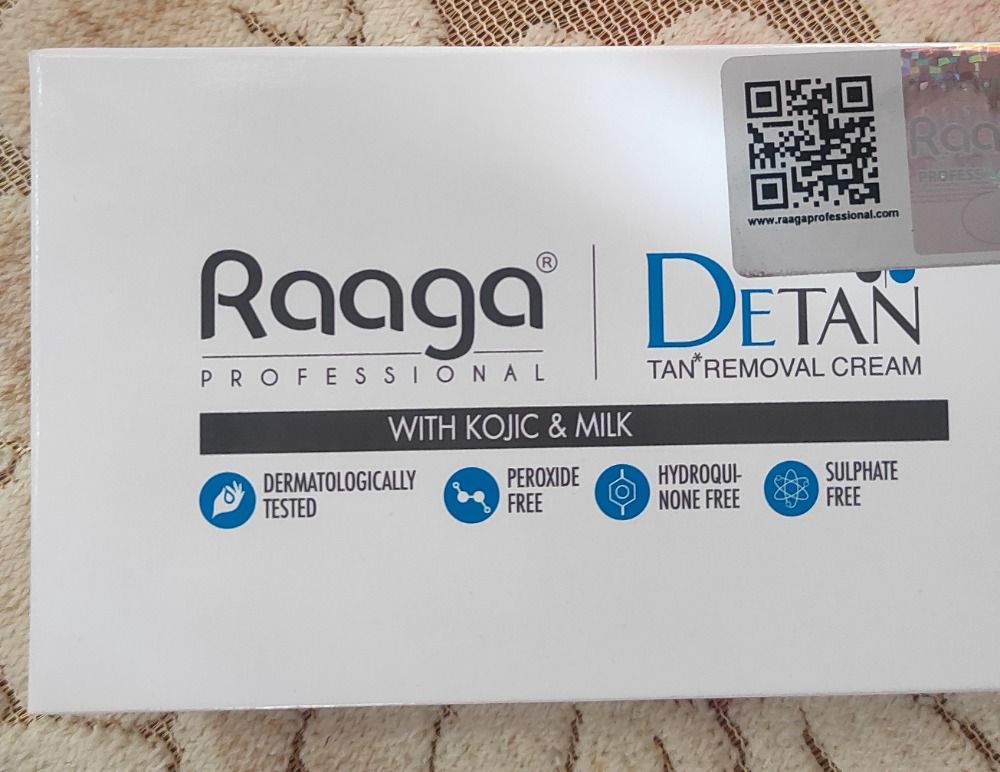 www.raagaprofessional.com
Raaga®
PROFESSIONAL
DETAN
TAN*REMOVAL CREAM
WITH KOJIC & MILK
DERMATOLOGICALLY
TESTED
PEROXIDE
FREE
HYDROQUI-
NONE FREE
SULPHATE
FREE